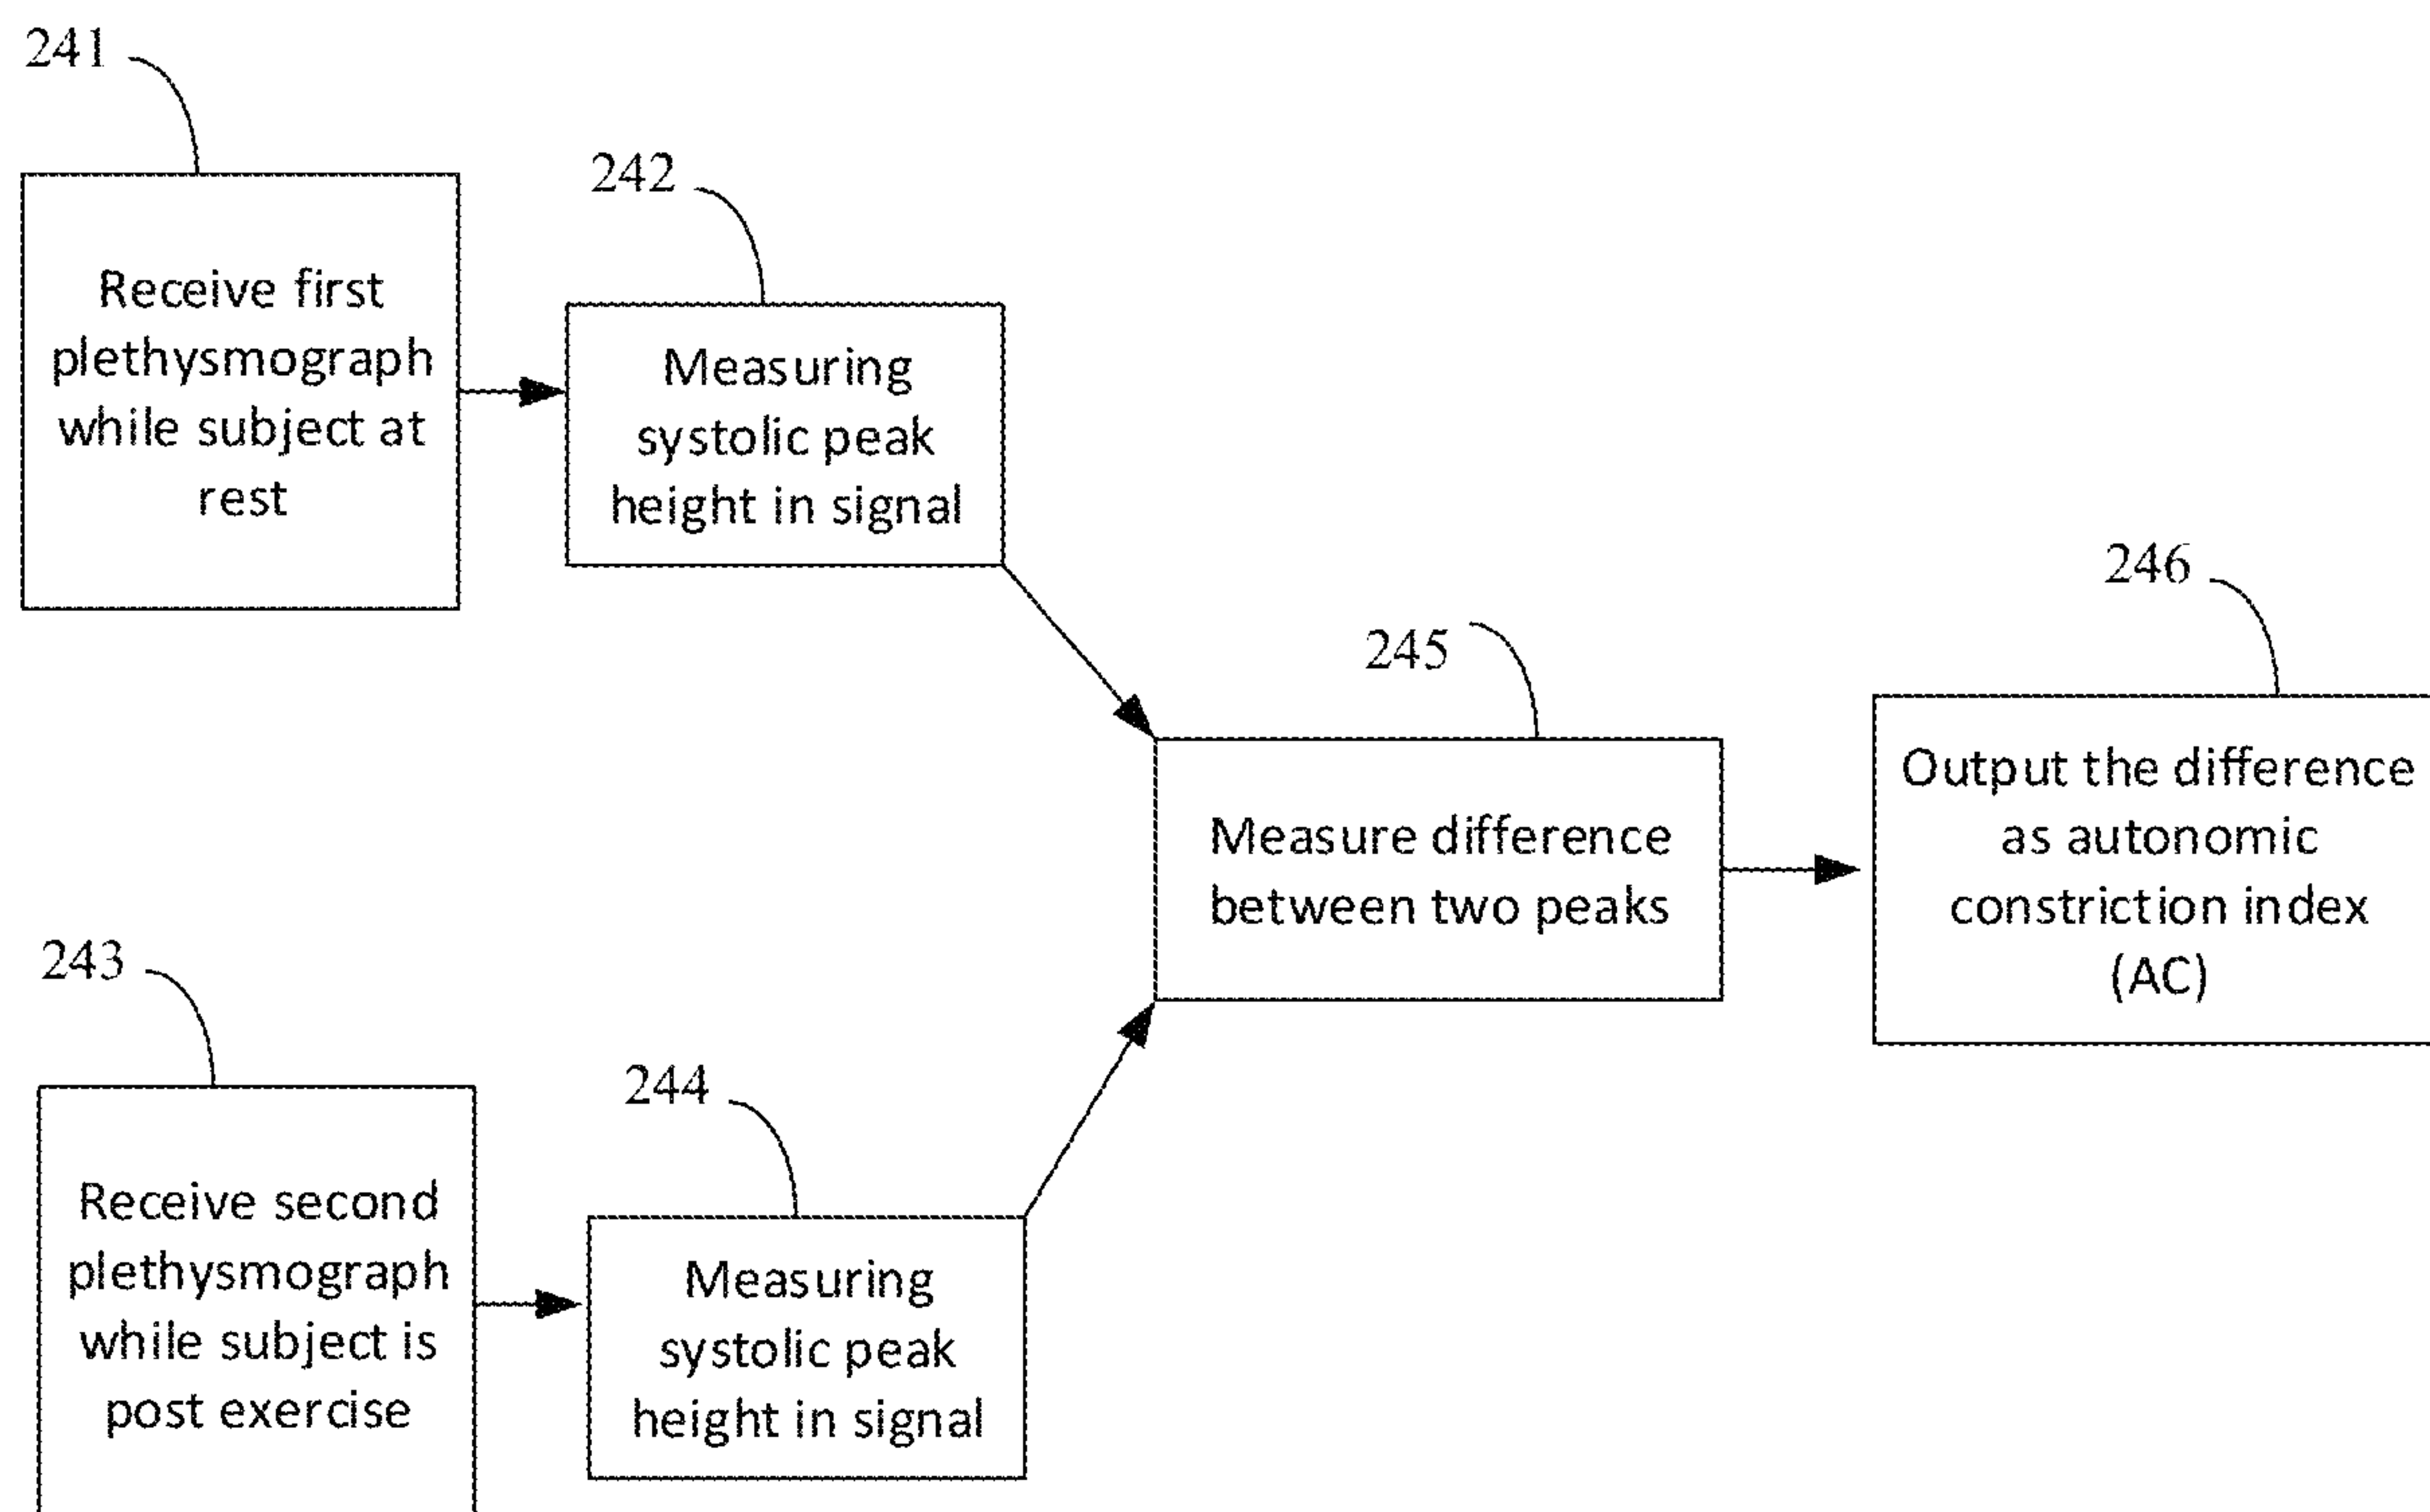 241
Receive first
plethysmograph
while subject at
rest
242
Measuring
systolic peak
height in signal
243
Receive second
plethysmograph
while subject is
post exercise
244
Measuring
systolic peak
height in signal
245
Measure difference
between two peaks
246
Output the difference
as autonomic
constriction index
(AC)